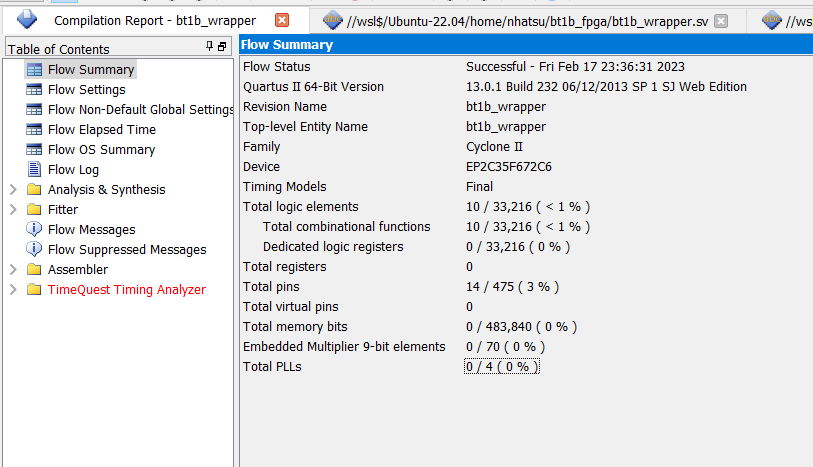 Compilation Report - bt1b_wrapper
//wsl$/Ubuntu-22.04/home/nhatsu/bt1b_fpga/bt1b_wrapper.sv
//ws
Table of Contents
Flow Summary
Flow Settings
Flow Non-Default Global Settings
Flow Elapsed Time
Flow OS Summary
Flow Log
Analysis & Synthesis
Fitter
Flow Messages
Flow Suppressed Messages
Assembler
TimeQuest Timing Analyzer
Flow Summary
Flow Status Successful - Fri Feb 17 23:36:31 2023
Quartus II 64-Bit Version 13.0.1 Build 232 06/12/2013 SP 1 SJ Web Edition
Revision Name bt1b_wrapper
Top-level Entity Name bt1b_wrapper
Family Cyclone II
Device EP2C35F672C6
Timing Models Final
Total logic elements 10 / 33,216 ( < 1 % )
Total combinational functions 10 / 33,216 ( < 1 % )
Dedicated logic registers 0 / 33,216 ( 0 % )
Total registers 0
Total pins 14 / 475 ( 3 % )
Total virtual pins 0
Total memory bits 0 / 483,840 ( 0 % )
Embedded Multiplier 9-bit elements 0 / 70 ( 0 % )
Total PLLs 0 / 4 ( 0 % )